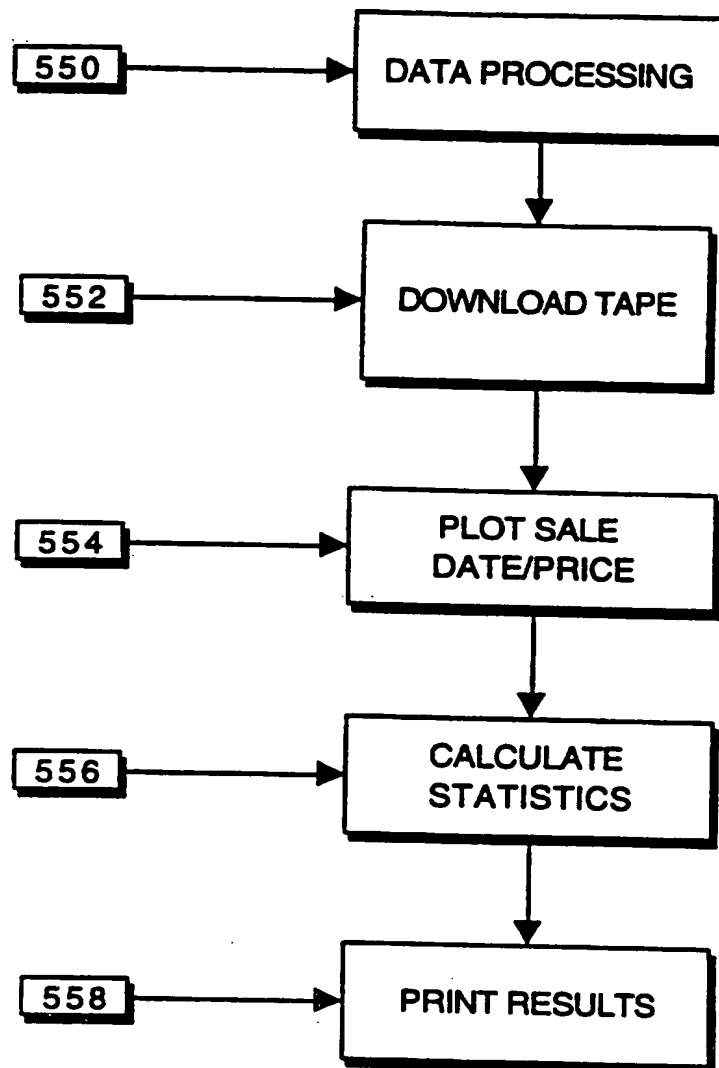 550
DATA PROCESSING
552
DOWNLOAD TAPE
554
PLOT SALE
DATE/PRICE
556
CALCULATE
STATISTICS
558
PRINT RESULTS